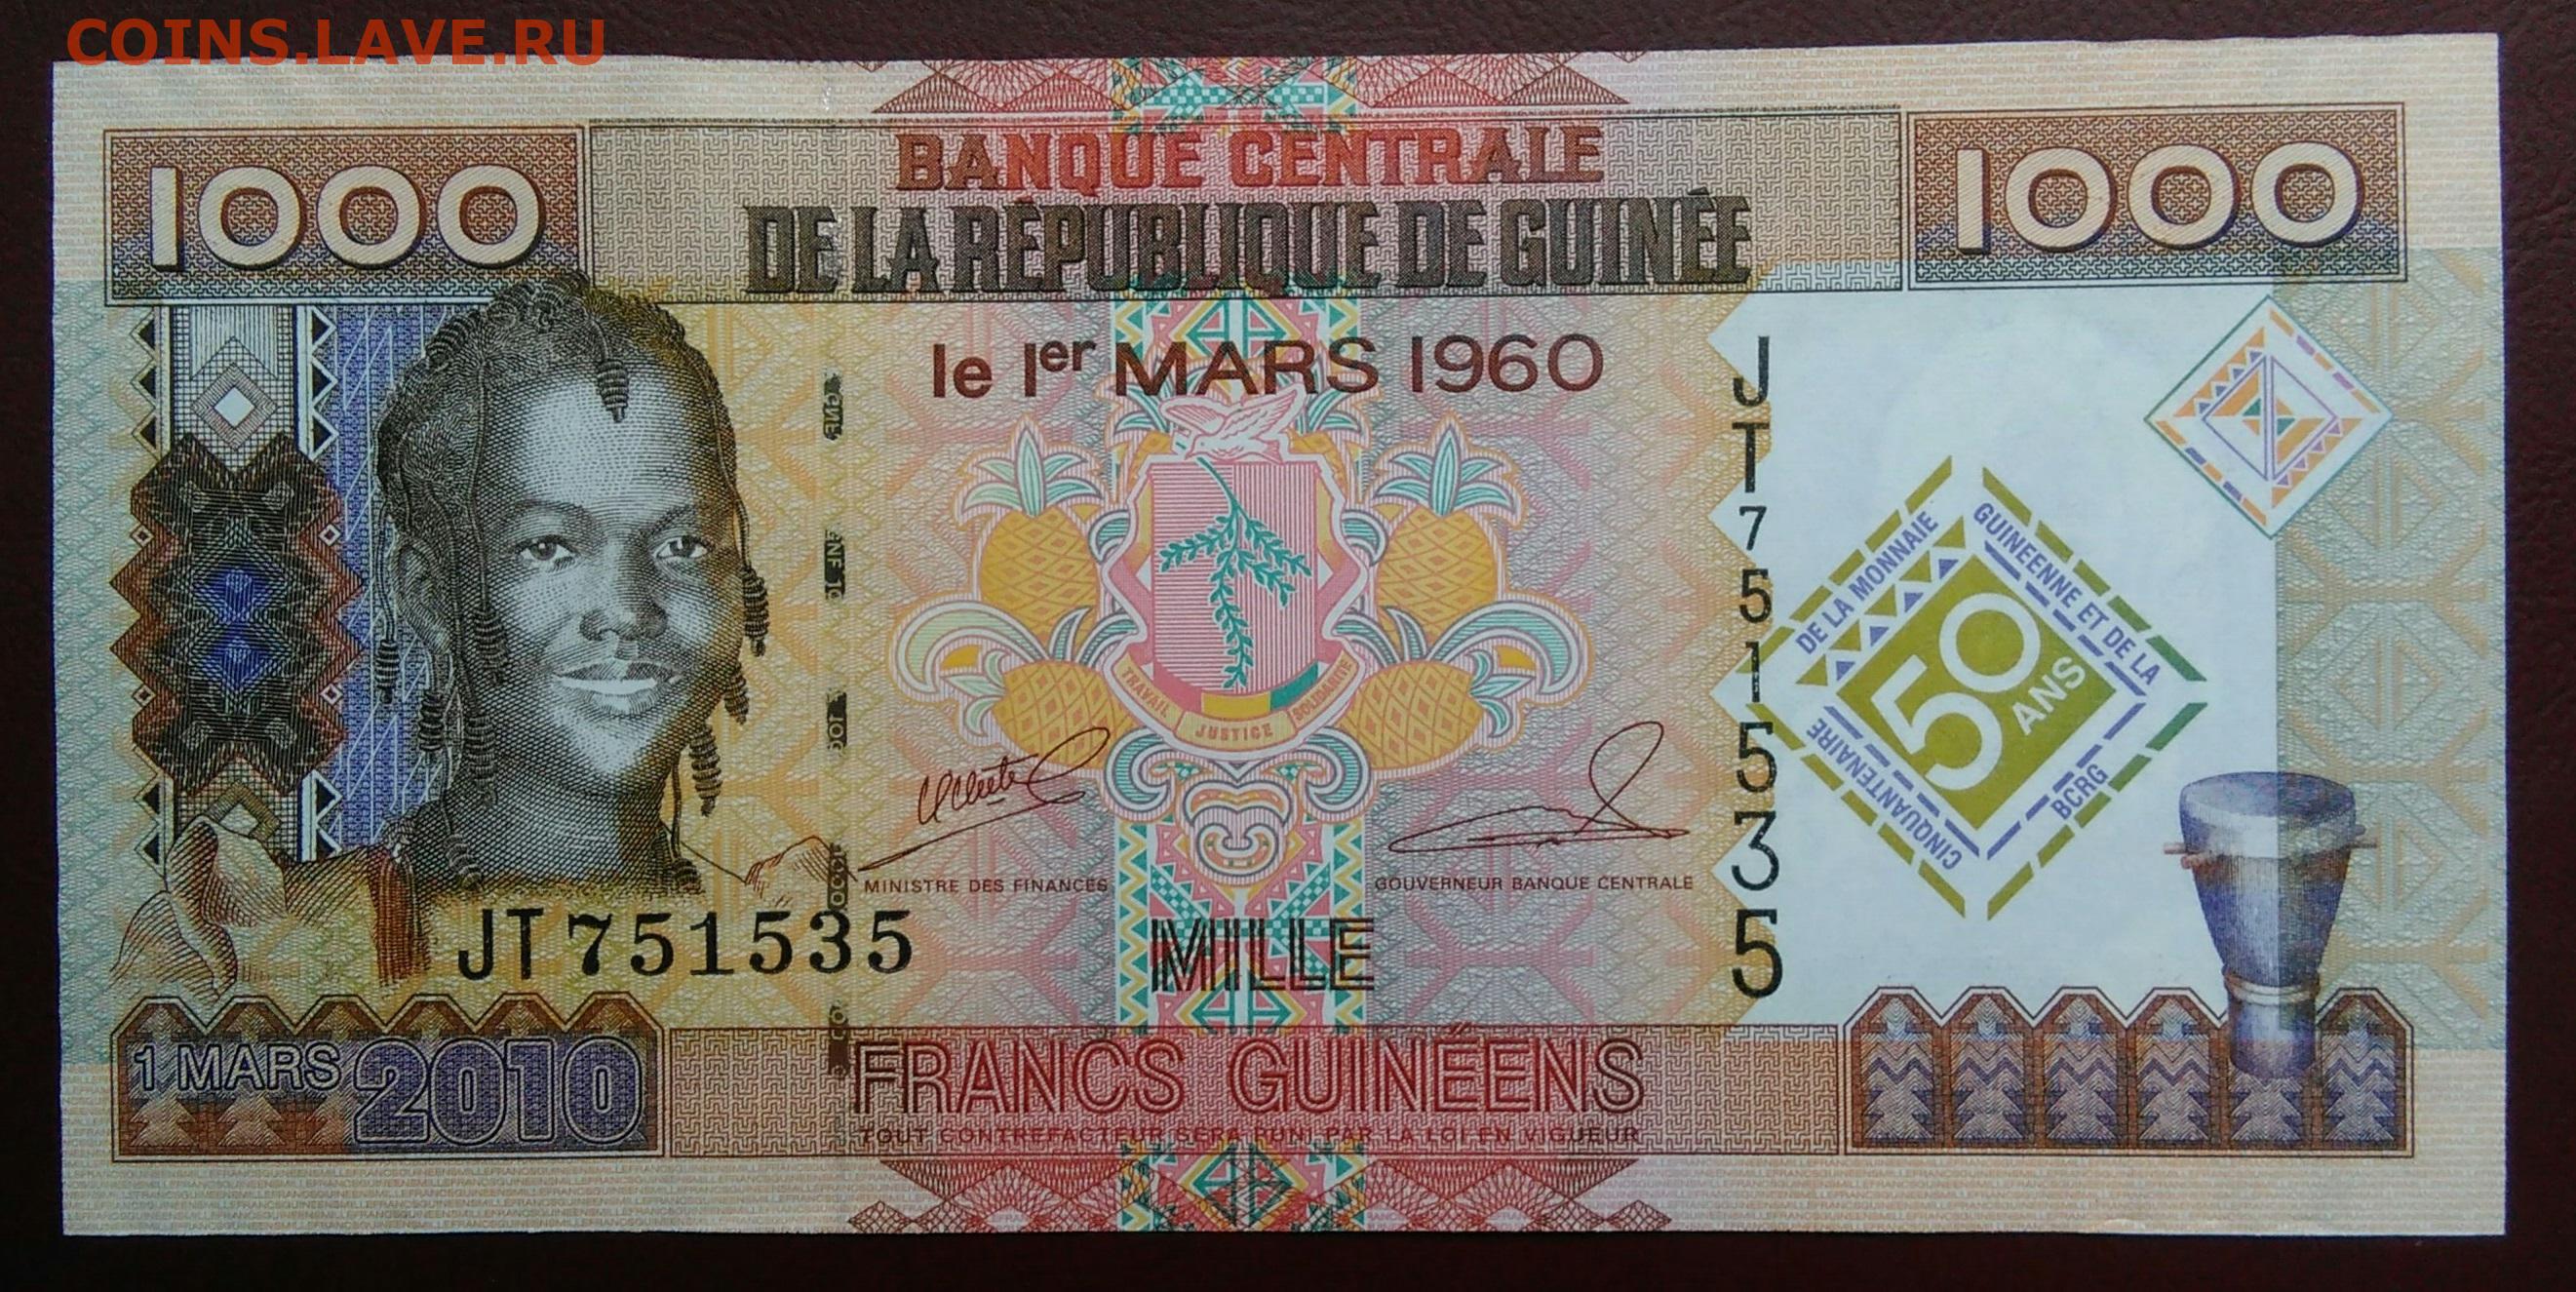 COINS.LAVE.RU
1000
BANQUE CENTRALE
1000
DE LA RÉPUBLIQUE DE GUINÉE
le 1er MARS 1960
JT751535
DE LA MONNAIE
GUINEENNE ET DE LA
50
ANS
CINQUANTENAIRE
BCRG
TRAVAIL
JUSTICE
SOLIDARITE
MINISTRE DES FINANCES
GOUVERNEUR BANQUE CENTRALE
JT751535
MILLE
1 MARS 2010
FRANCS GUINÉENS
TOUT CONTREFACTEUR SERA PUNI PAR LA LOI EN VIGUEUR